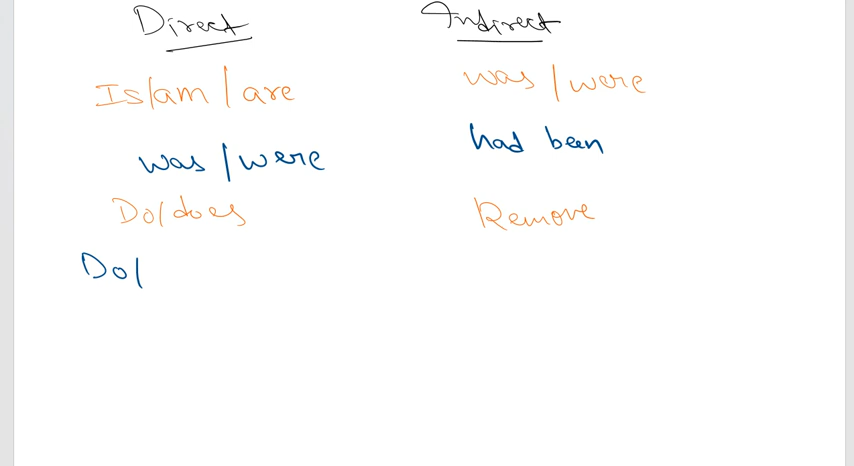 Direct Indirect
Is/am/are was/were
was/were had been
Do/does Remove
Do/